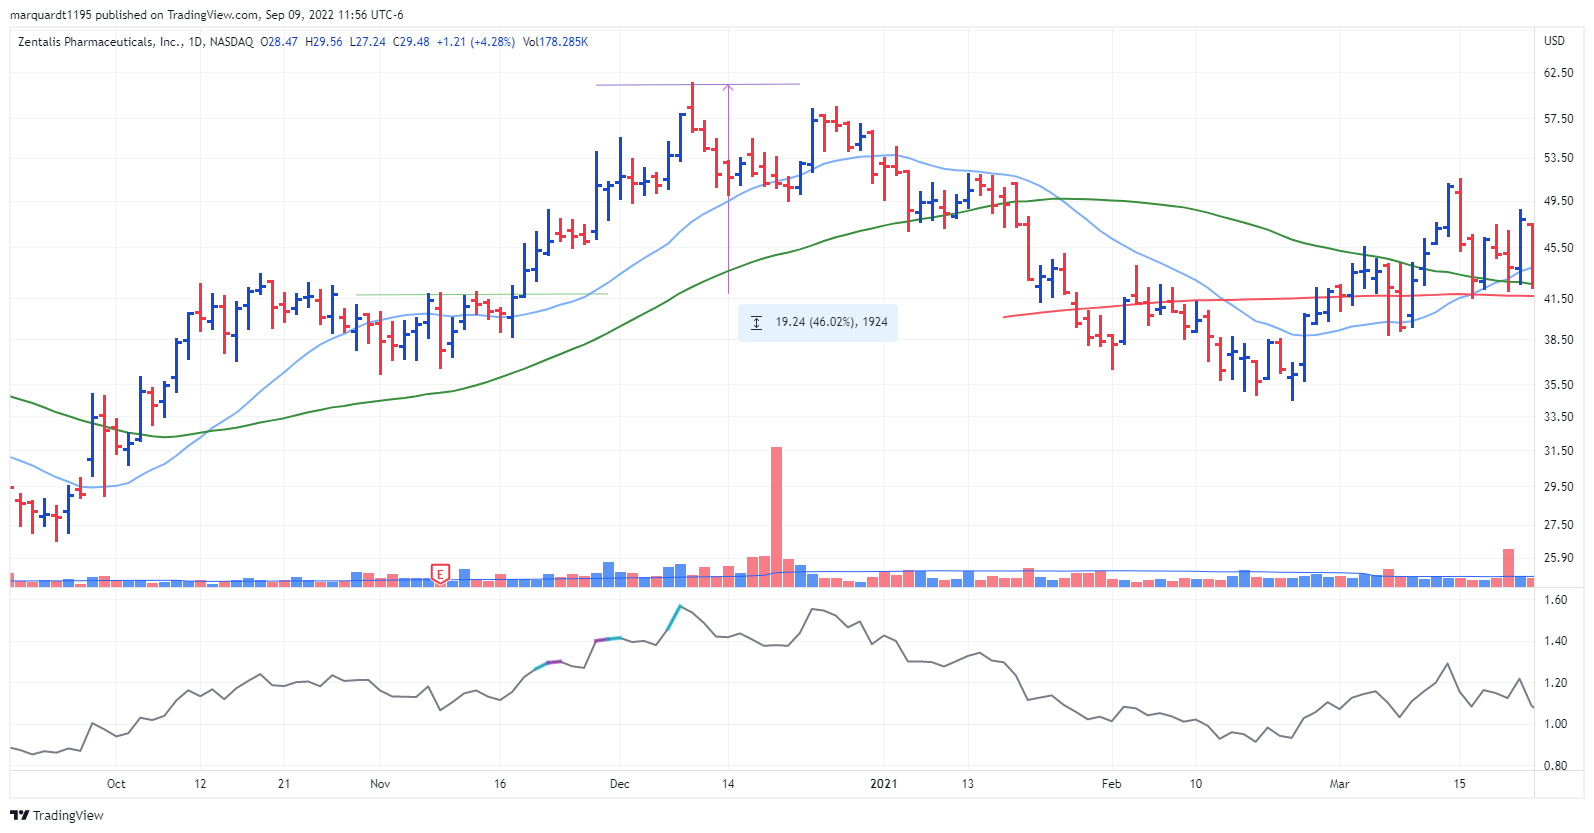 marquardt1195 published on TradingView.com, Sep 09, 2022 11:56 UTC-6
Zentalis Pharmaceuticals, Inc., 1D, NASDAQ O28.47 H29.56 L27.24 C29.48 +1.21 (+4.28%) Vol178.285K
USD
62.50
57.50
53.50
49.50
45.50
41.50
19.24 (46.02%), 1924
38.50
35.50
33.50
31.50
29.50
27.50
25.90
E
1.60
1.40
1.20
1.00
0.80
Oct 12 21 Nov 16 Dec 14 2021 13 Feb 10 Mar 15
TradingView